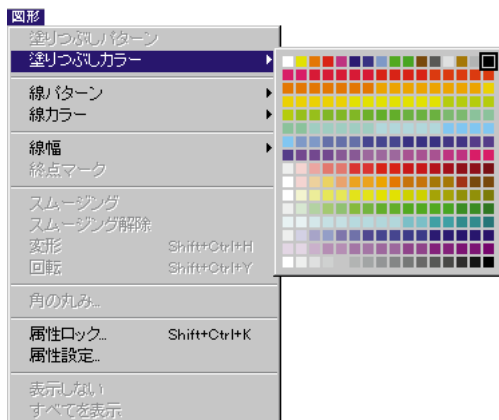 図形
塗りつぶしパターン
塗りつぶしカラー
線パターン
線カラー
線幅
終点マーク
スムージング
スムージング解除
変形 Shift+Ctrl+H
回転 Shift+Ctrl+Y
角の丸み...
属性ロック... Shift+Ctrl+K
属性設定...
表示しない
すべてを表示